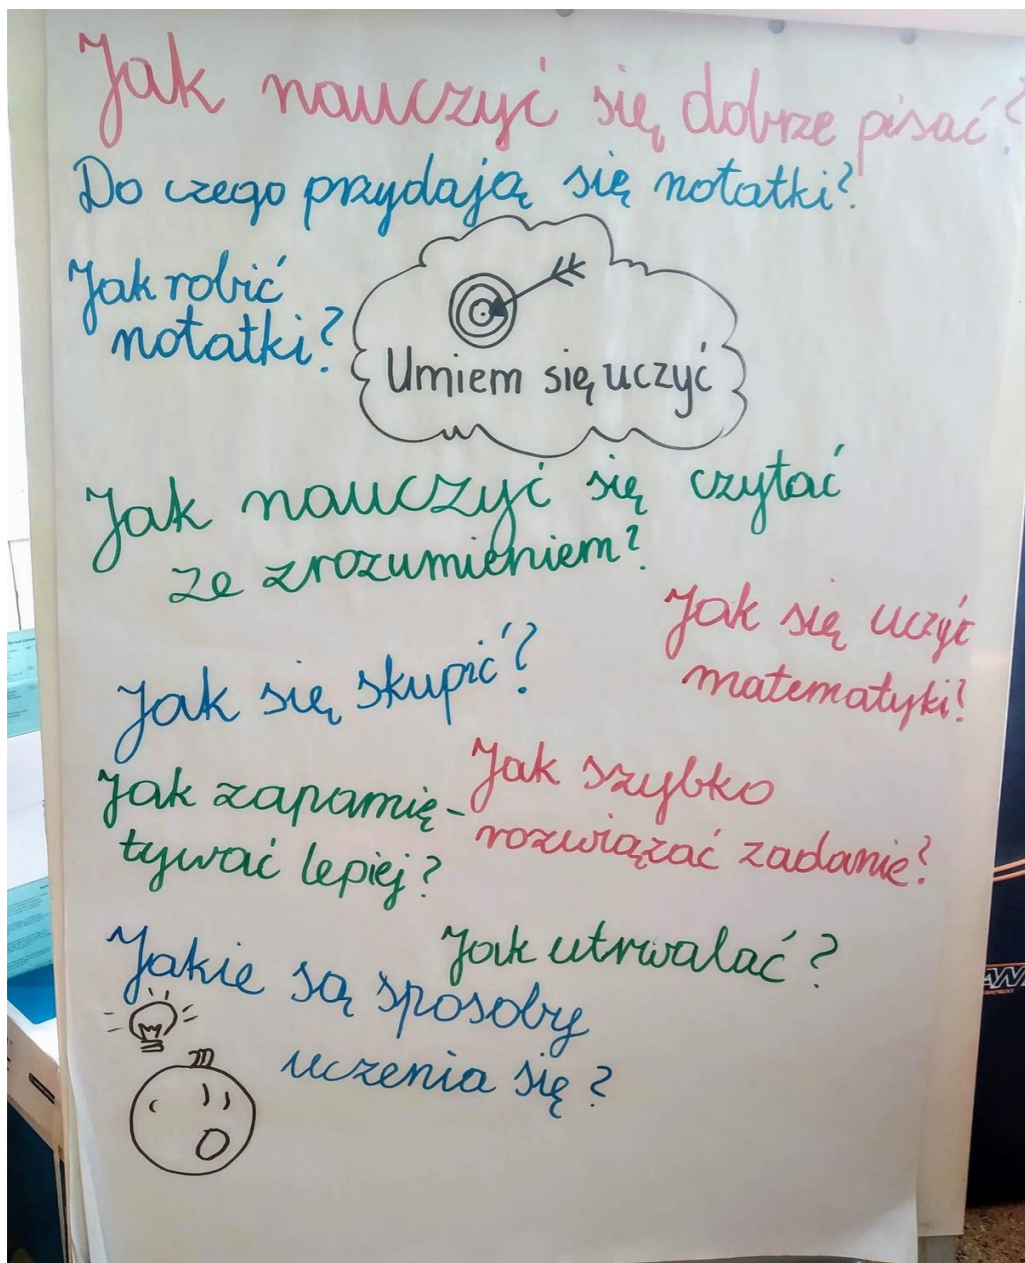 Jak nauczyć się dobrze pisać?
Do czego przydają się notatki?
Jak robić
notatki?
Umiem się uczyć
Jak nauczyć się czytać
ze zrozumieniem?
Jak się uczyć
matematyki?
Jak się skupić?
Jak zapamię-
tywać lepiej?
Jak szybko
rozwiązać zadanie?
Jak utrwalać?
Jakie są sposoby
uczenia się?